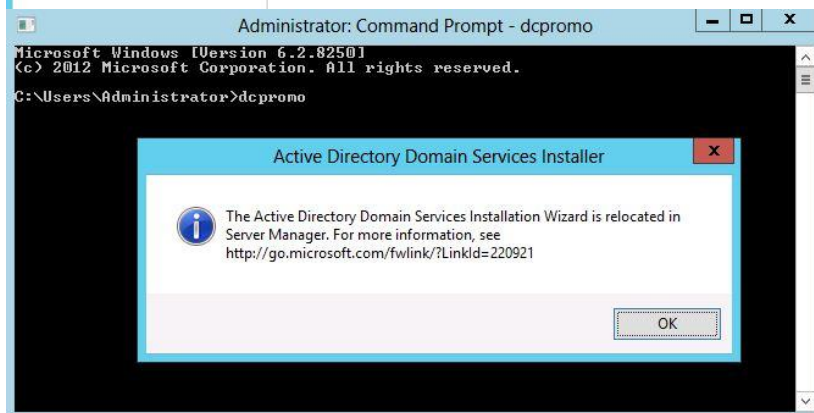 Administrator: Command Prompt - dcpromo
Microsoft Windows [Version 6.2.8250]
(c) 2012 Microsoft Corporation. All rights reserved.
C:\Users\Administrator>dcpromo
Active Directory Domain Services Installer
The Active Directory Domain Services Installation Wizard is relocated in
Server Manager. For more information, see
http://go.microsoft.com/fwlink/?LinkId=220921
OK